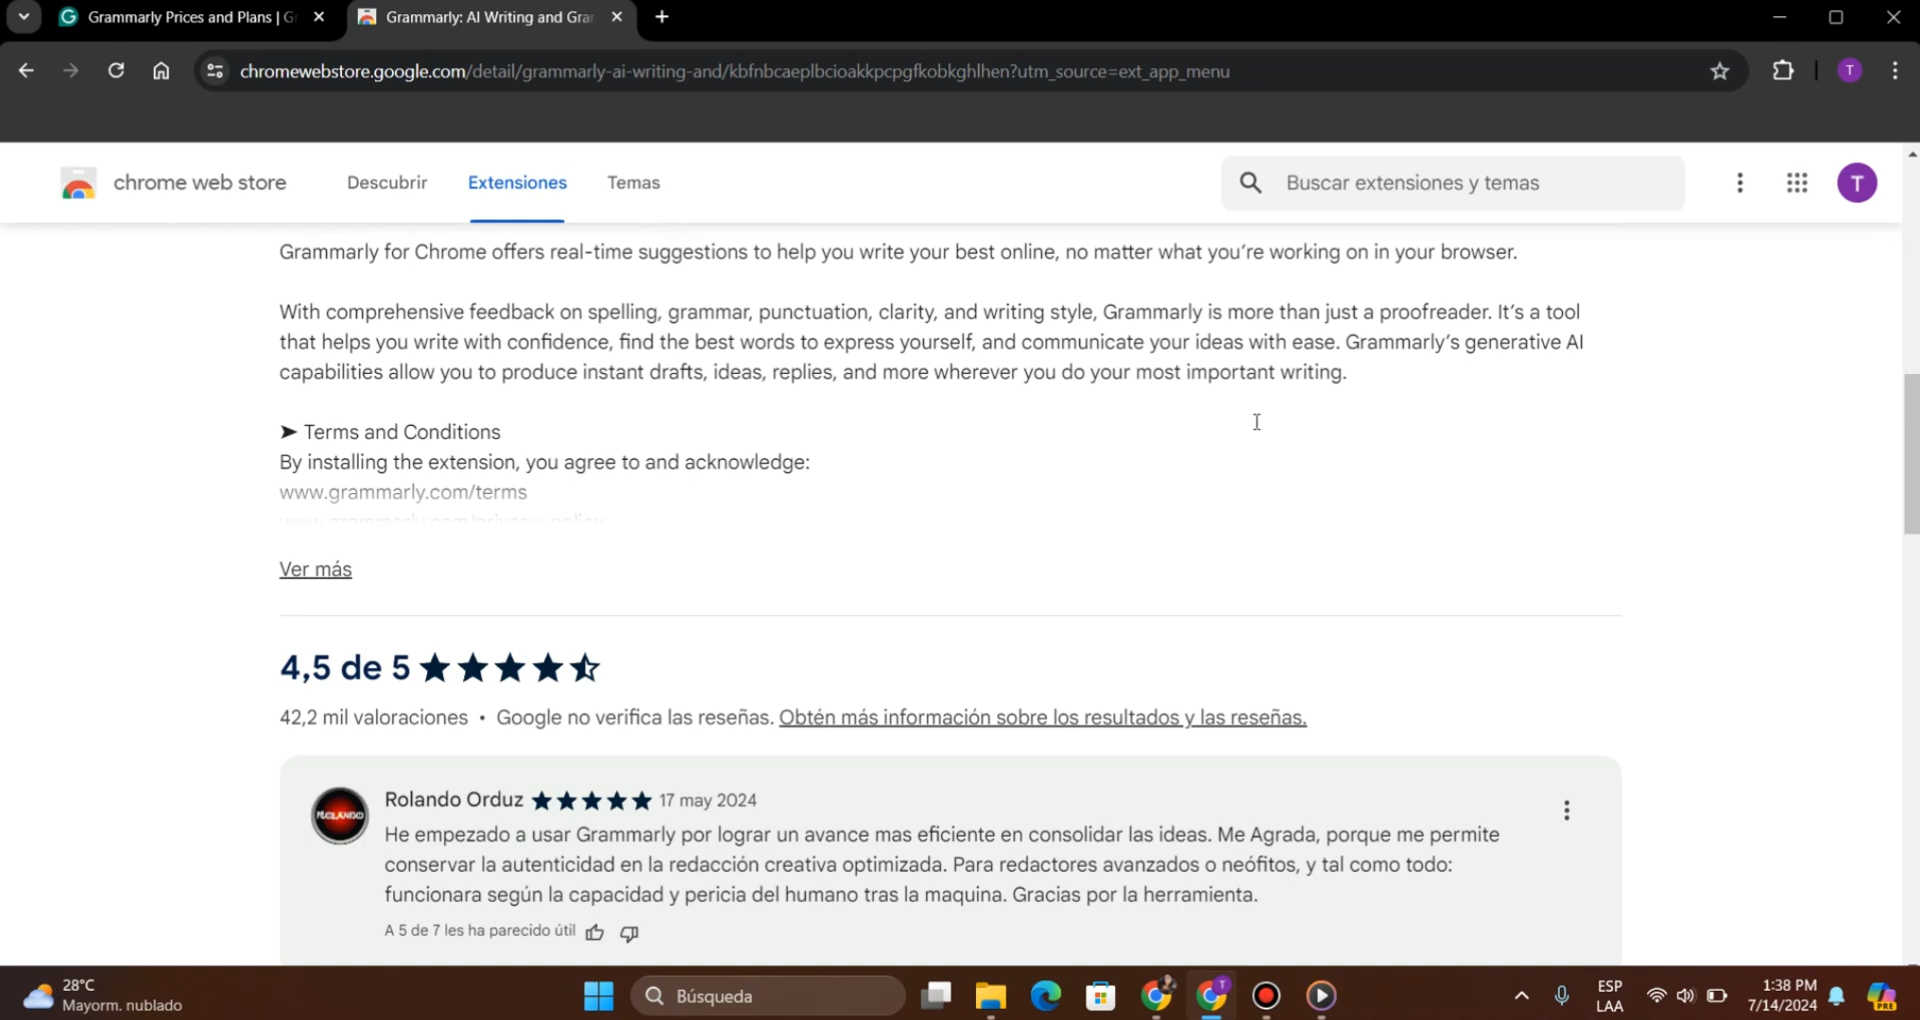 Grammarly Prices and Plans | G
Grammarly: AI Writing and Gra
chromewebstore.google.com/detail/grammarly-ai-writing-and/kbfnbcaeplbcioakkpcpgfkobkghlhen?utm_source=ext_app_menu
T
chrome web store
Descubrir
Extensiones
Temas
Buscar extensiones y temas
T
Grammarly for Chrome offers real-time suggestions to help you write your best online, no matter what you’re working on in your browser.
With comprehensive feedback on spelling, grammar, punctuation, clarity, and writing style, Grammarly is more than just a proofreader. It’s a tool
that helps you write with confidence, find the best words to express yourself, and communicate your ideas with ease. Grammarly’s generative AI
capabilities allow you to produce instant drafts, ideas, replies, and more wherever you do your most important writing.
➤ Terms and Conditions
By installing the extension, you agree to and acknowledge:
www.grammarly.com/terms
www.grammarly.com/privacy-policy
Ver más
4,5 de 5
42,2 mil valoraciones • Google no verifica las reseñas. Obtén más información sobre los resultados y las reseñas.
ROLANDO
Rolando Orduz
17 may 2024
He empezado a usar Grammarly por lograr un avance mas eficiente en consolidar las ideas. Me Agrada, porque me permite
conservar la autenticidad en la redacción creativa optimizada. Para redactores avanzados o neófitos, y tal como todo:
funcionara según la capacidad y pericia del humano tras la maquina. Gracias por la herramienta.
A 5 de 7 les ha parecido útil
28°C
Mayorm. nublado
Búsqueda
T
ESP
LAA
1:38 PM
7/14/2024
PRE